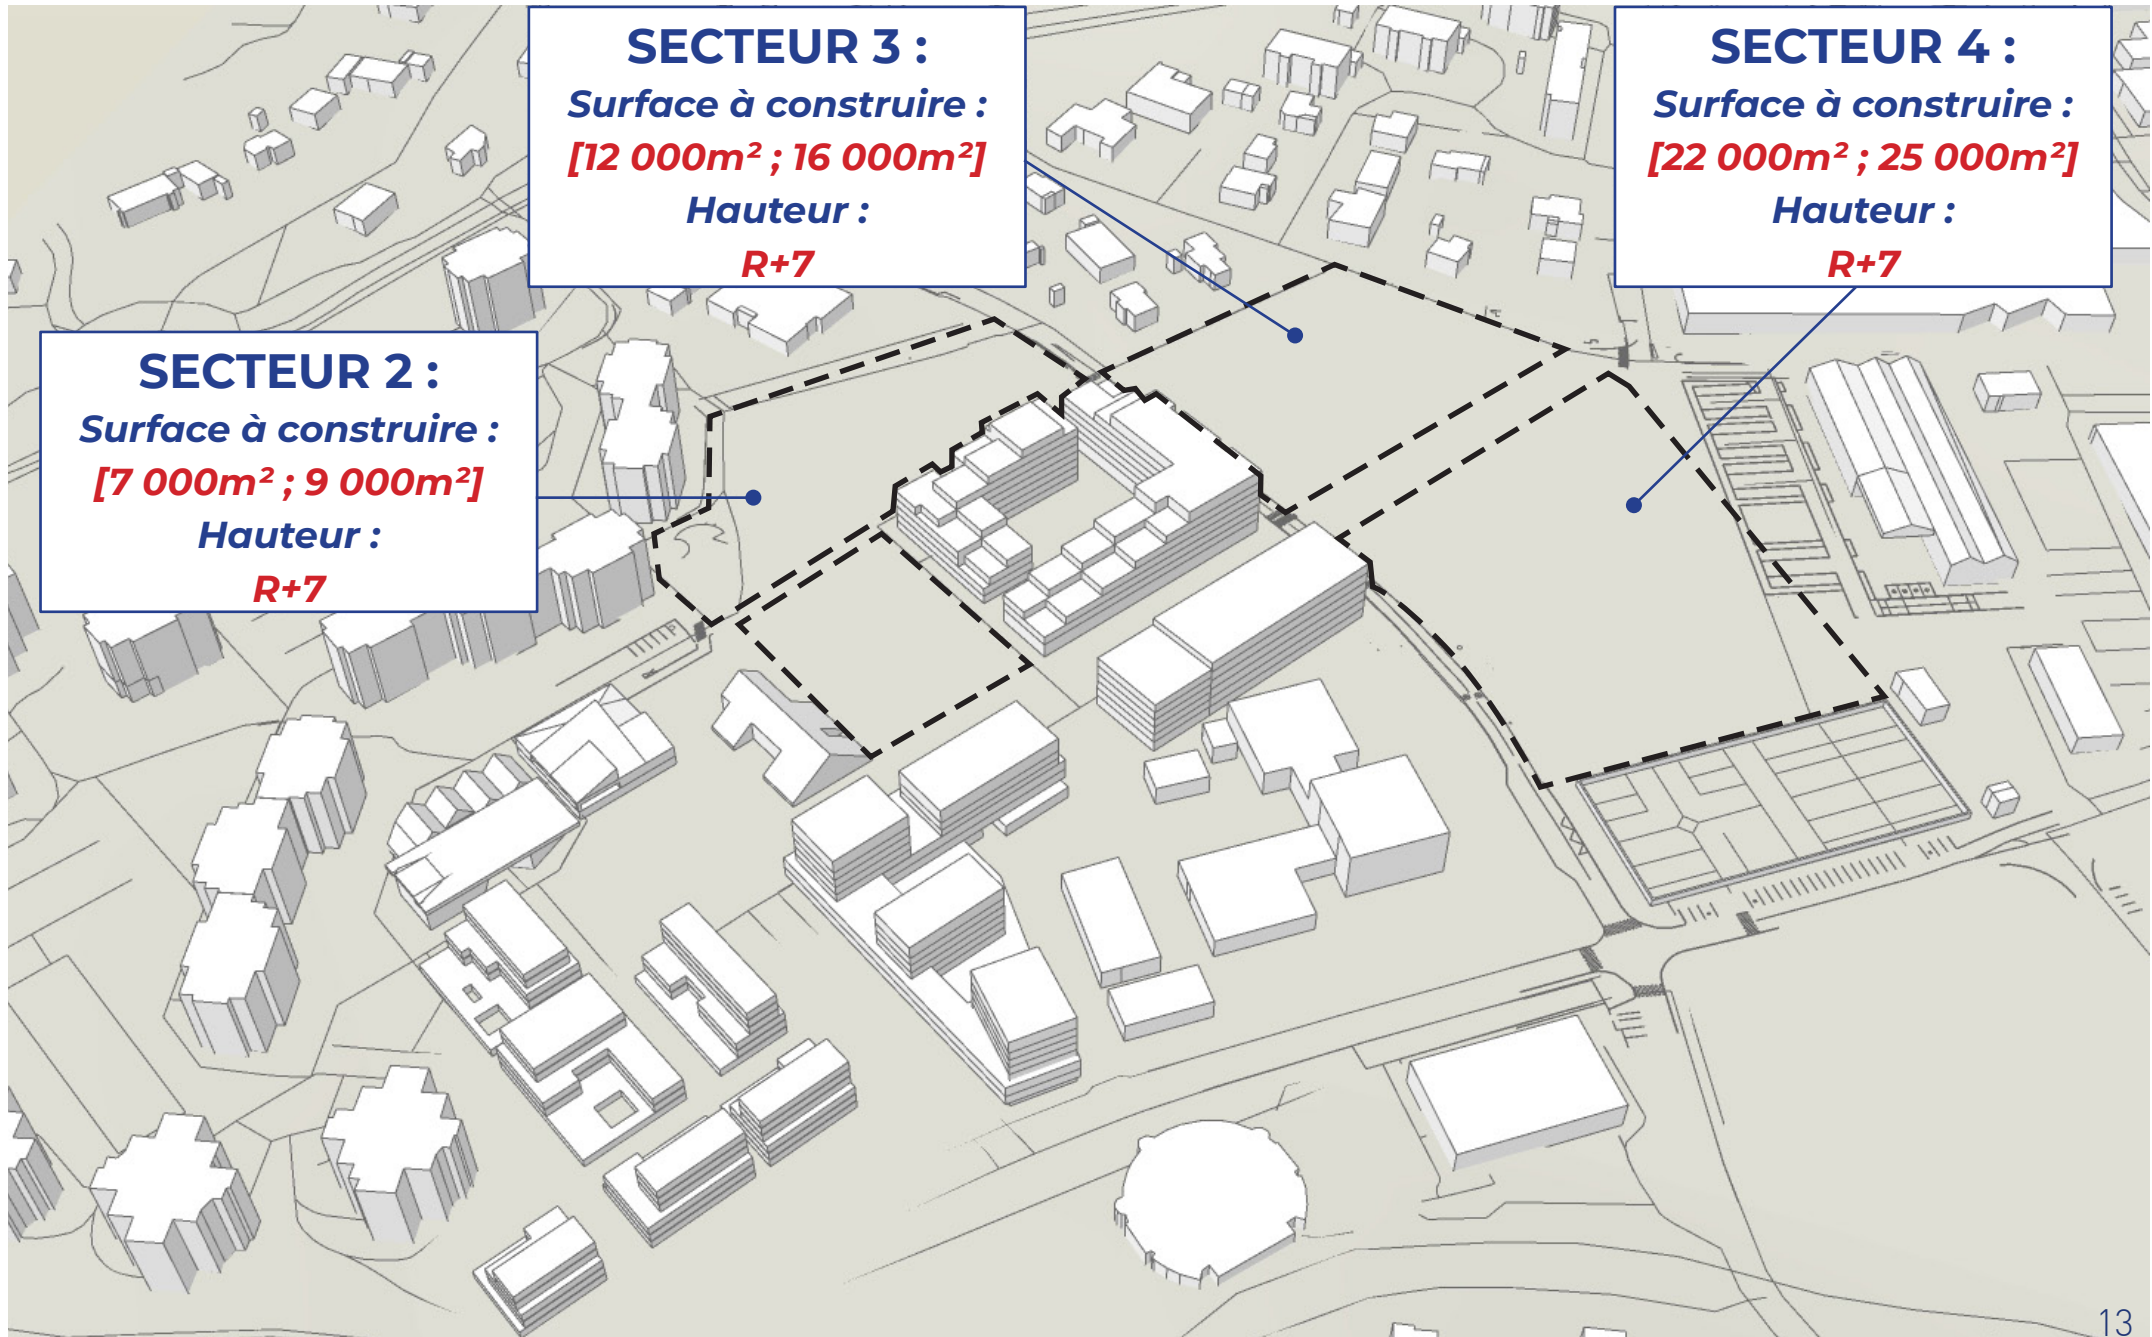 SECTEUR 3 :
Surface à construire :
[12 000m² ; 16 000m²]
Hauteur :
R+7
SECTEUR 4 :
Surface à construire :
[22 000m² ; 25 000m²]
Hauteur :
R+7
SECTEUR 2 :
Surface à construire :
[7 000m² ; 9 000m²]
Hauteur :
R+7
13